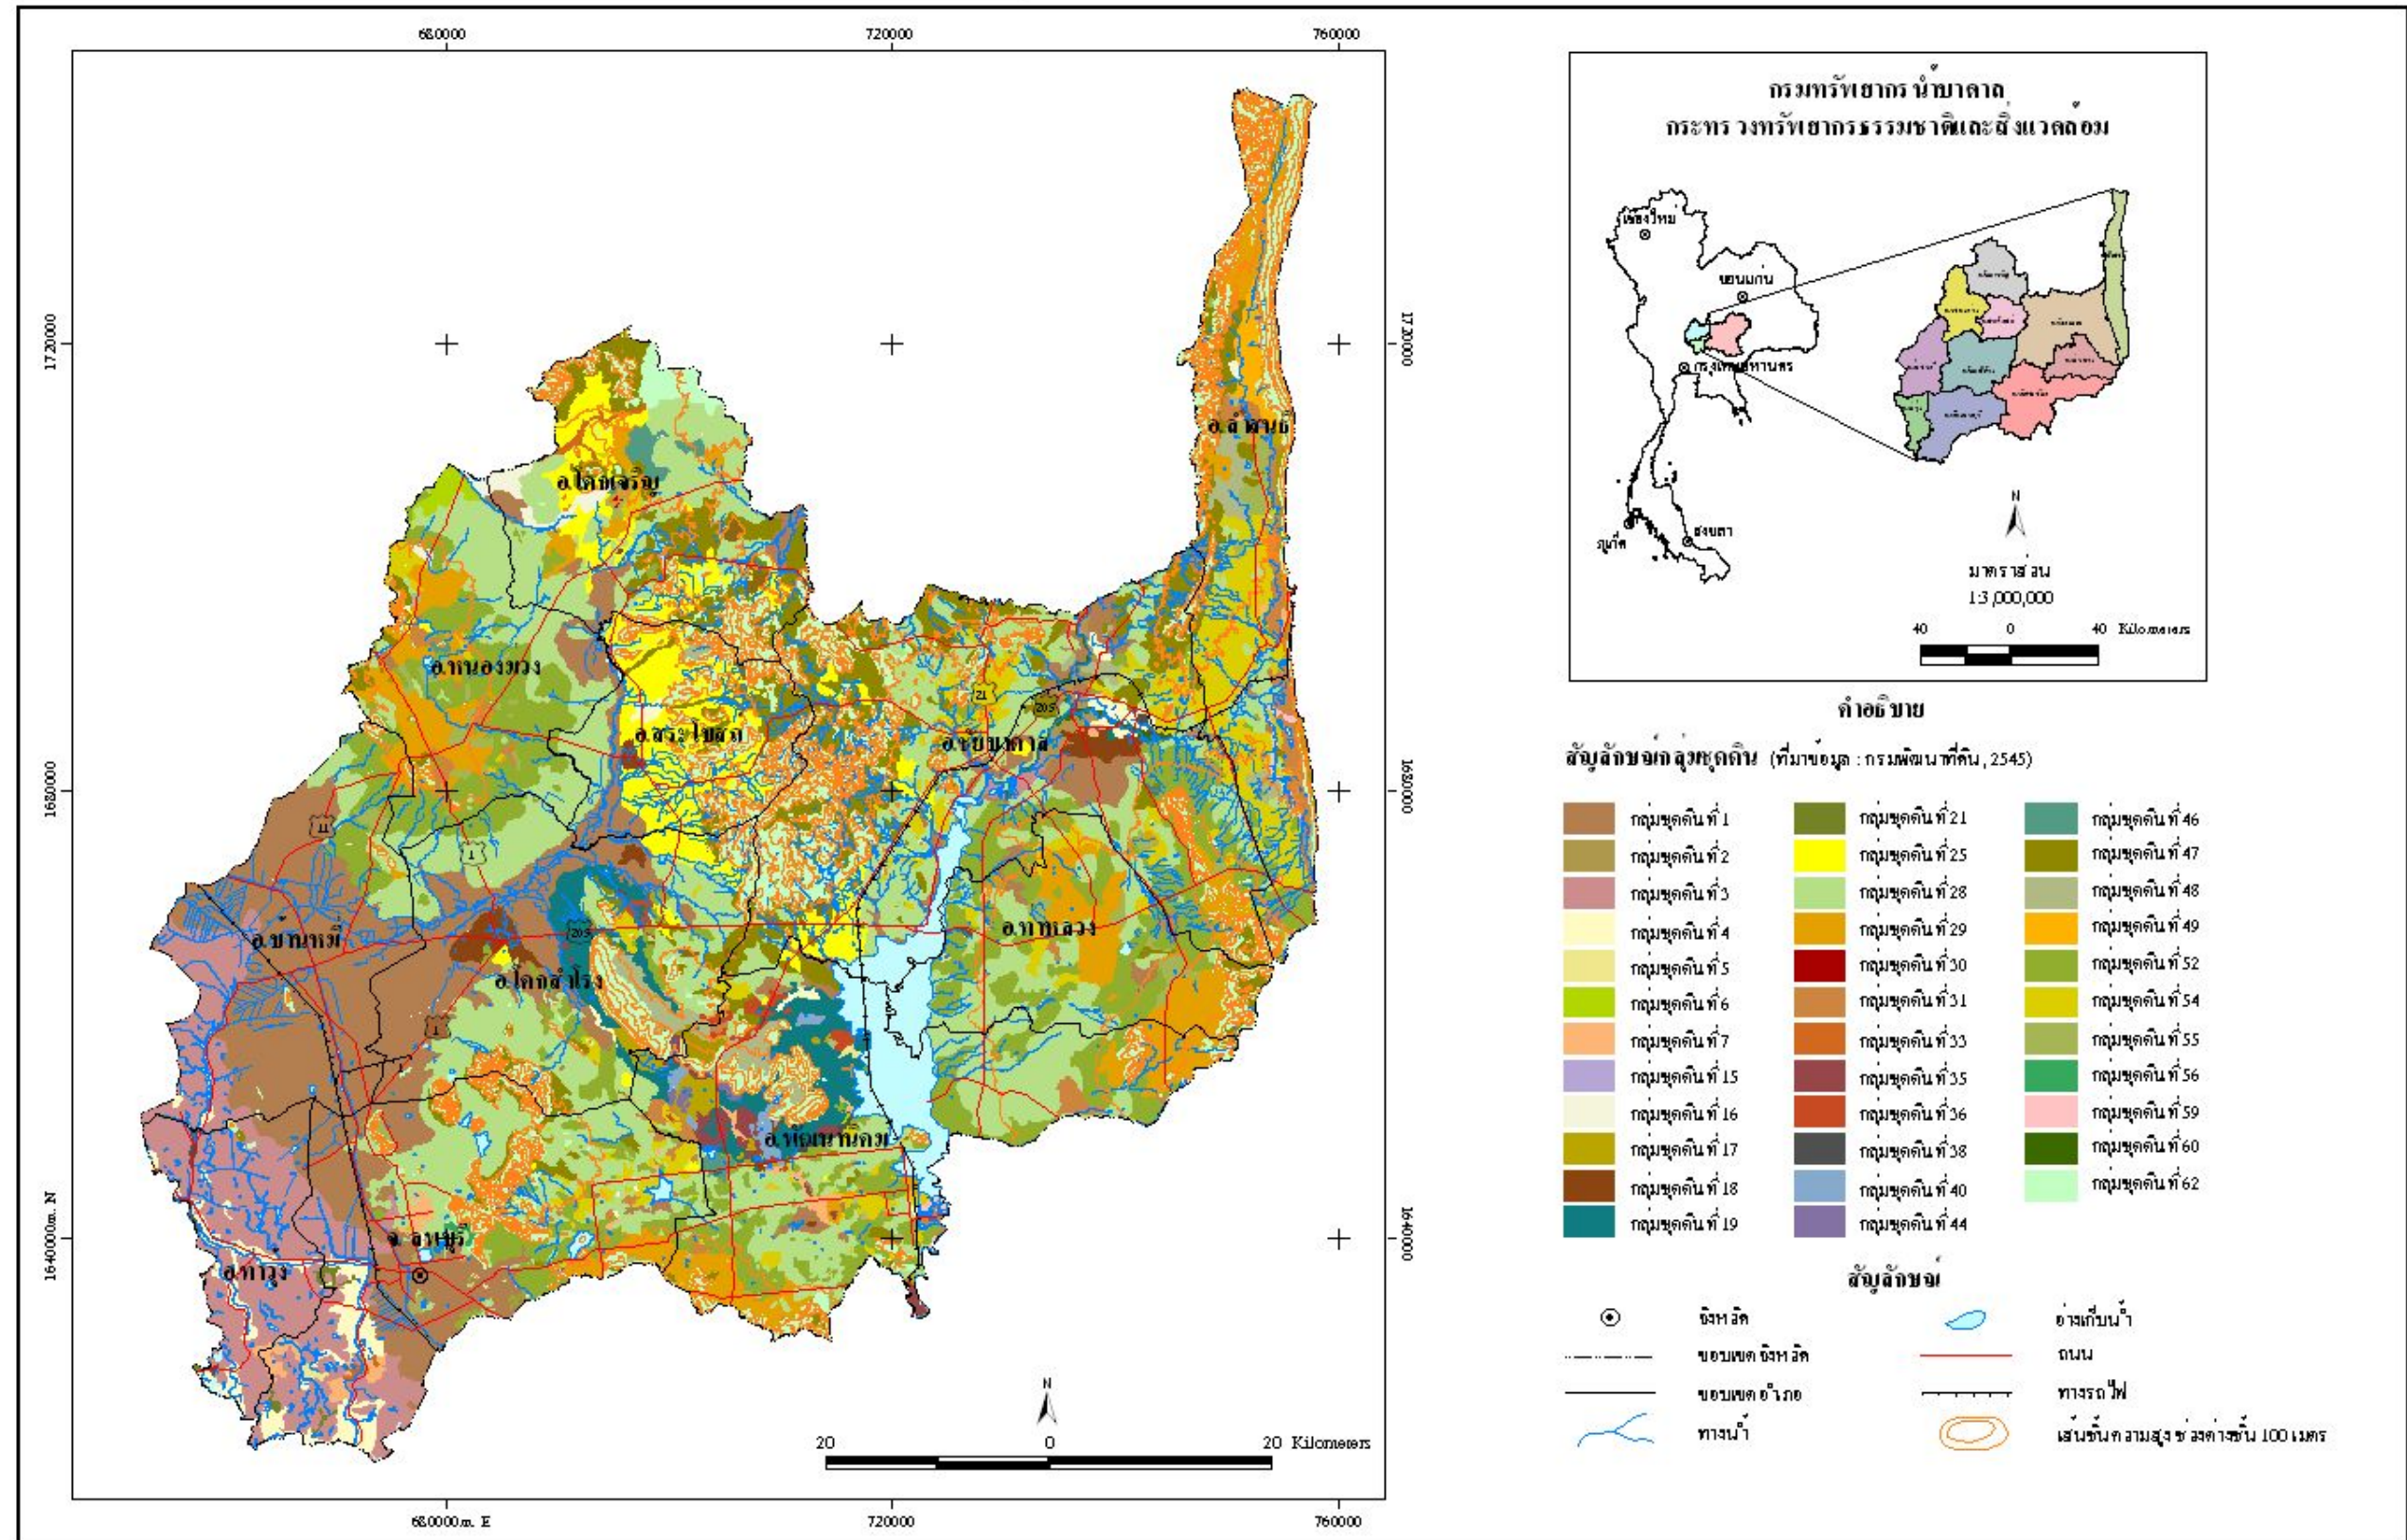 680000
720000
760000
1720000
1720000
1680000
1680000
1640000m. N
1640000
680000m. E
720000
760000
อ.ลำสนธิ
อ.โคกเจริญ
อ.หนองม่วง
อ.สระโบสถ์
อ.ชัยบาดาล
21
205
11
1
อ.บ้านหมี่
205
อ.ท่าหลวง
อ.โคกสำโรง
1
อ.พัฒนานิคม
จ. ลพบุรี
อ.ท่าวุ้ง
N
20
0
20 Kilometers
กรมทรัพยากรน้ำบาดาล
กระทรวงทรัพยากรธรรมชาติและสิ่งแวดล้อม
เชียงใหม่
ขอนแก่น
กรุงเทพมหานคร
สงขลา
ภูเก็ต
N
มาตราส่วน
1:3,000,000
40
0
40 Kilometers
คำอธิบาย
สัญลักษณ์กลุ่มชุดดิน (ที่มาข้อมูล : กรมพัฒนาที่ดิน, 2545)
กลุ่มชุดดินที่ 1
กลุ่มชุดดินที่ 2
กลุ่มชุดดินที่ 3
กลุ่มชุดดินที่ 4
กลุ่มชุดดินที่ 5
กลุ่มชุดดินที่ 6
กลุ่มชุดดินที่ 7
กลุ่มชุดดินที่ 15
กลุ่มชุดดินที่ 16
กลุ่มชุดดินที่ 17
กลุ่มชุดดินที่ 18
กลุ่มชุดดินที่ 19
กลุ่มชุดดินที่ 21
กลุ่มชุดดินที่ 25
กลุ่มชุดดินที่ 28
กลุ่มชุดดินที่ 29
กลุ่มชุดดินที่ 30
กลุ่มชุดดินที่ 31
กลุ่มชุดดินที่ 33
กลุ่มชุดดินที่ 35
กลุ่มชุดดินที่ 36
กลุ่มชุดดินที่ 38
กลุ่มชุดดินที่ 40
กลุ่มชุดดินที่ 44
กลุ่มชุดดินที่ 46
กลุ่มชุดดินที่ 47
กลุ่มชุดดินที่ 48
กลุ่มชุดดินที่ 49
กลุ่มชุดดินที่ 52
กลุ่มชุดดินที่ 54
กลุ่มชุดดินที่ 55
กลุ่มชุดดินที่ 56
กลุ่มชุดดินที่ 59
กลุ่มชุดดินที่ 60
กลุ่มชุดดินที่ 62
สัญลักษณ์
จังหวัด
ขอบเขตจังหวัด
ขอบเขตอำเภอ
ทางน้ำ
อ่างเก็บน้ำ
ถนน
ทางรถไฟ
เส้นชั้นความสูง ช่วงต่างชั้น 100 เมตร